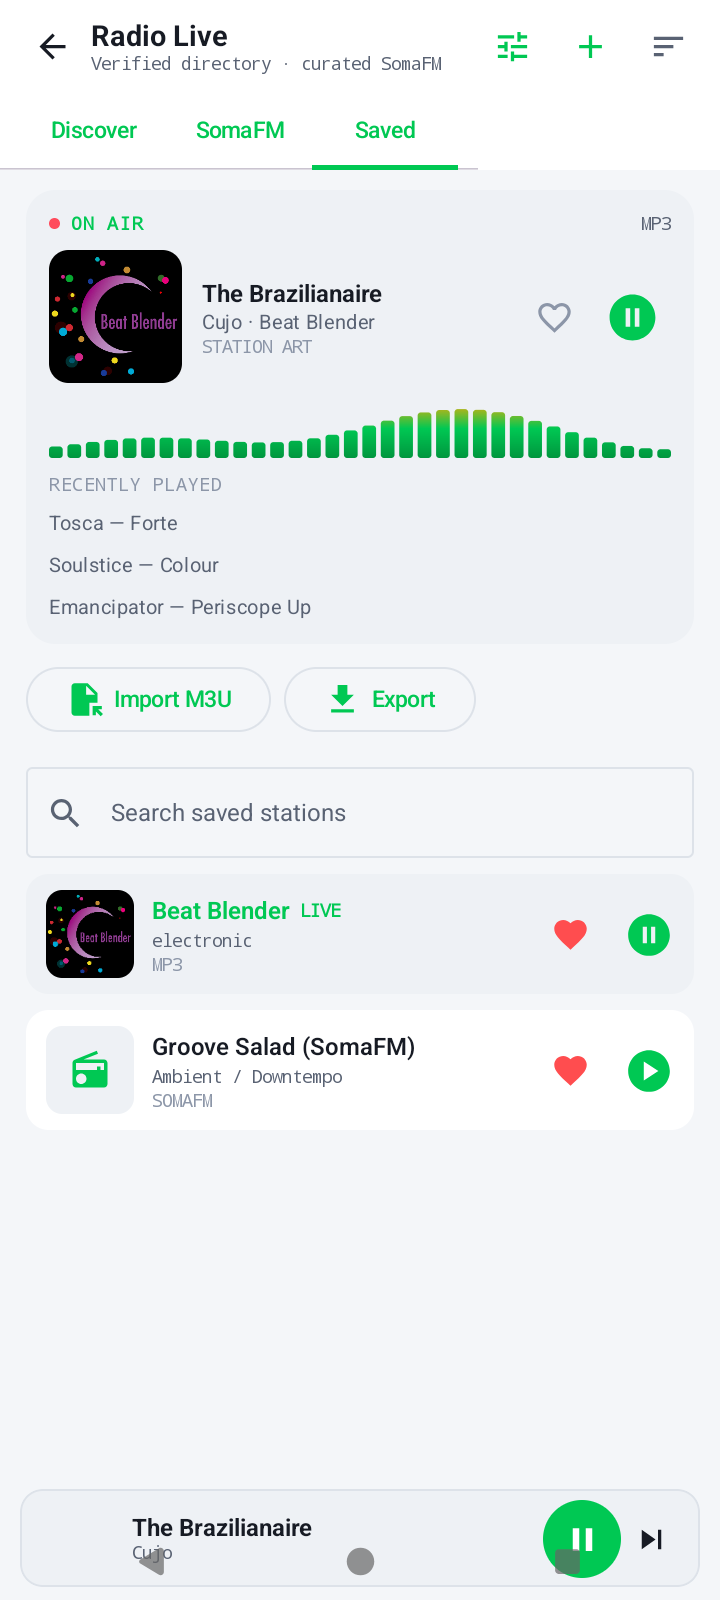 Radio Live
Verified directory · curated SomaFM
Discover
SomaFM
Saved
ON AIR
MP3
Beat Blender
The Brazilianaire
Cujo · Beat Blender
STATION ART
RECENTLY PLAYED
Tosca — Forte
Soulstice — Colour
Emancipator — Periscope Up
Import M3U
Export
Search saved stations
Beat Blender
Beat Blender LIVE
electronic
MP3
Groove Salad (SomaFM)
Ambient / Downtempo
SOMAFM
The Brazilianaire
Cujo